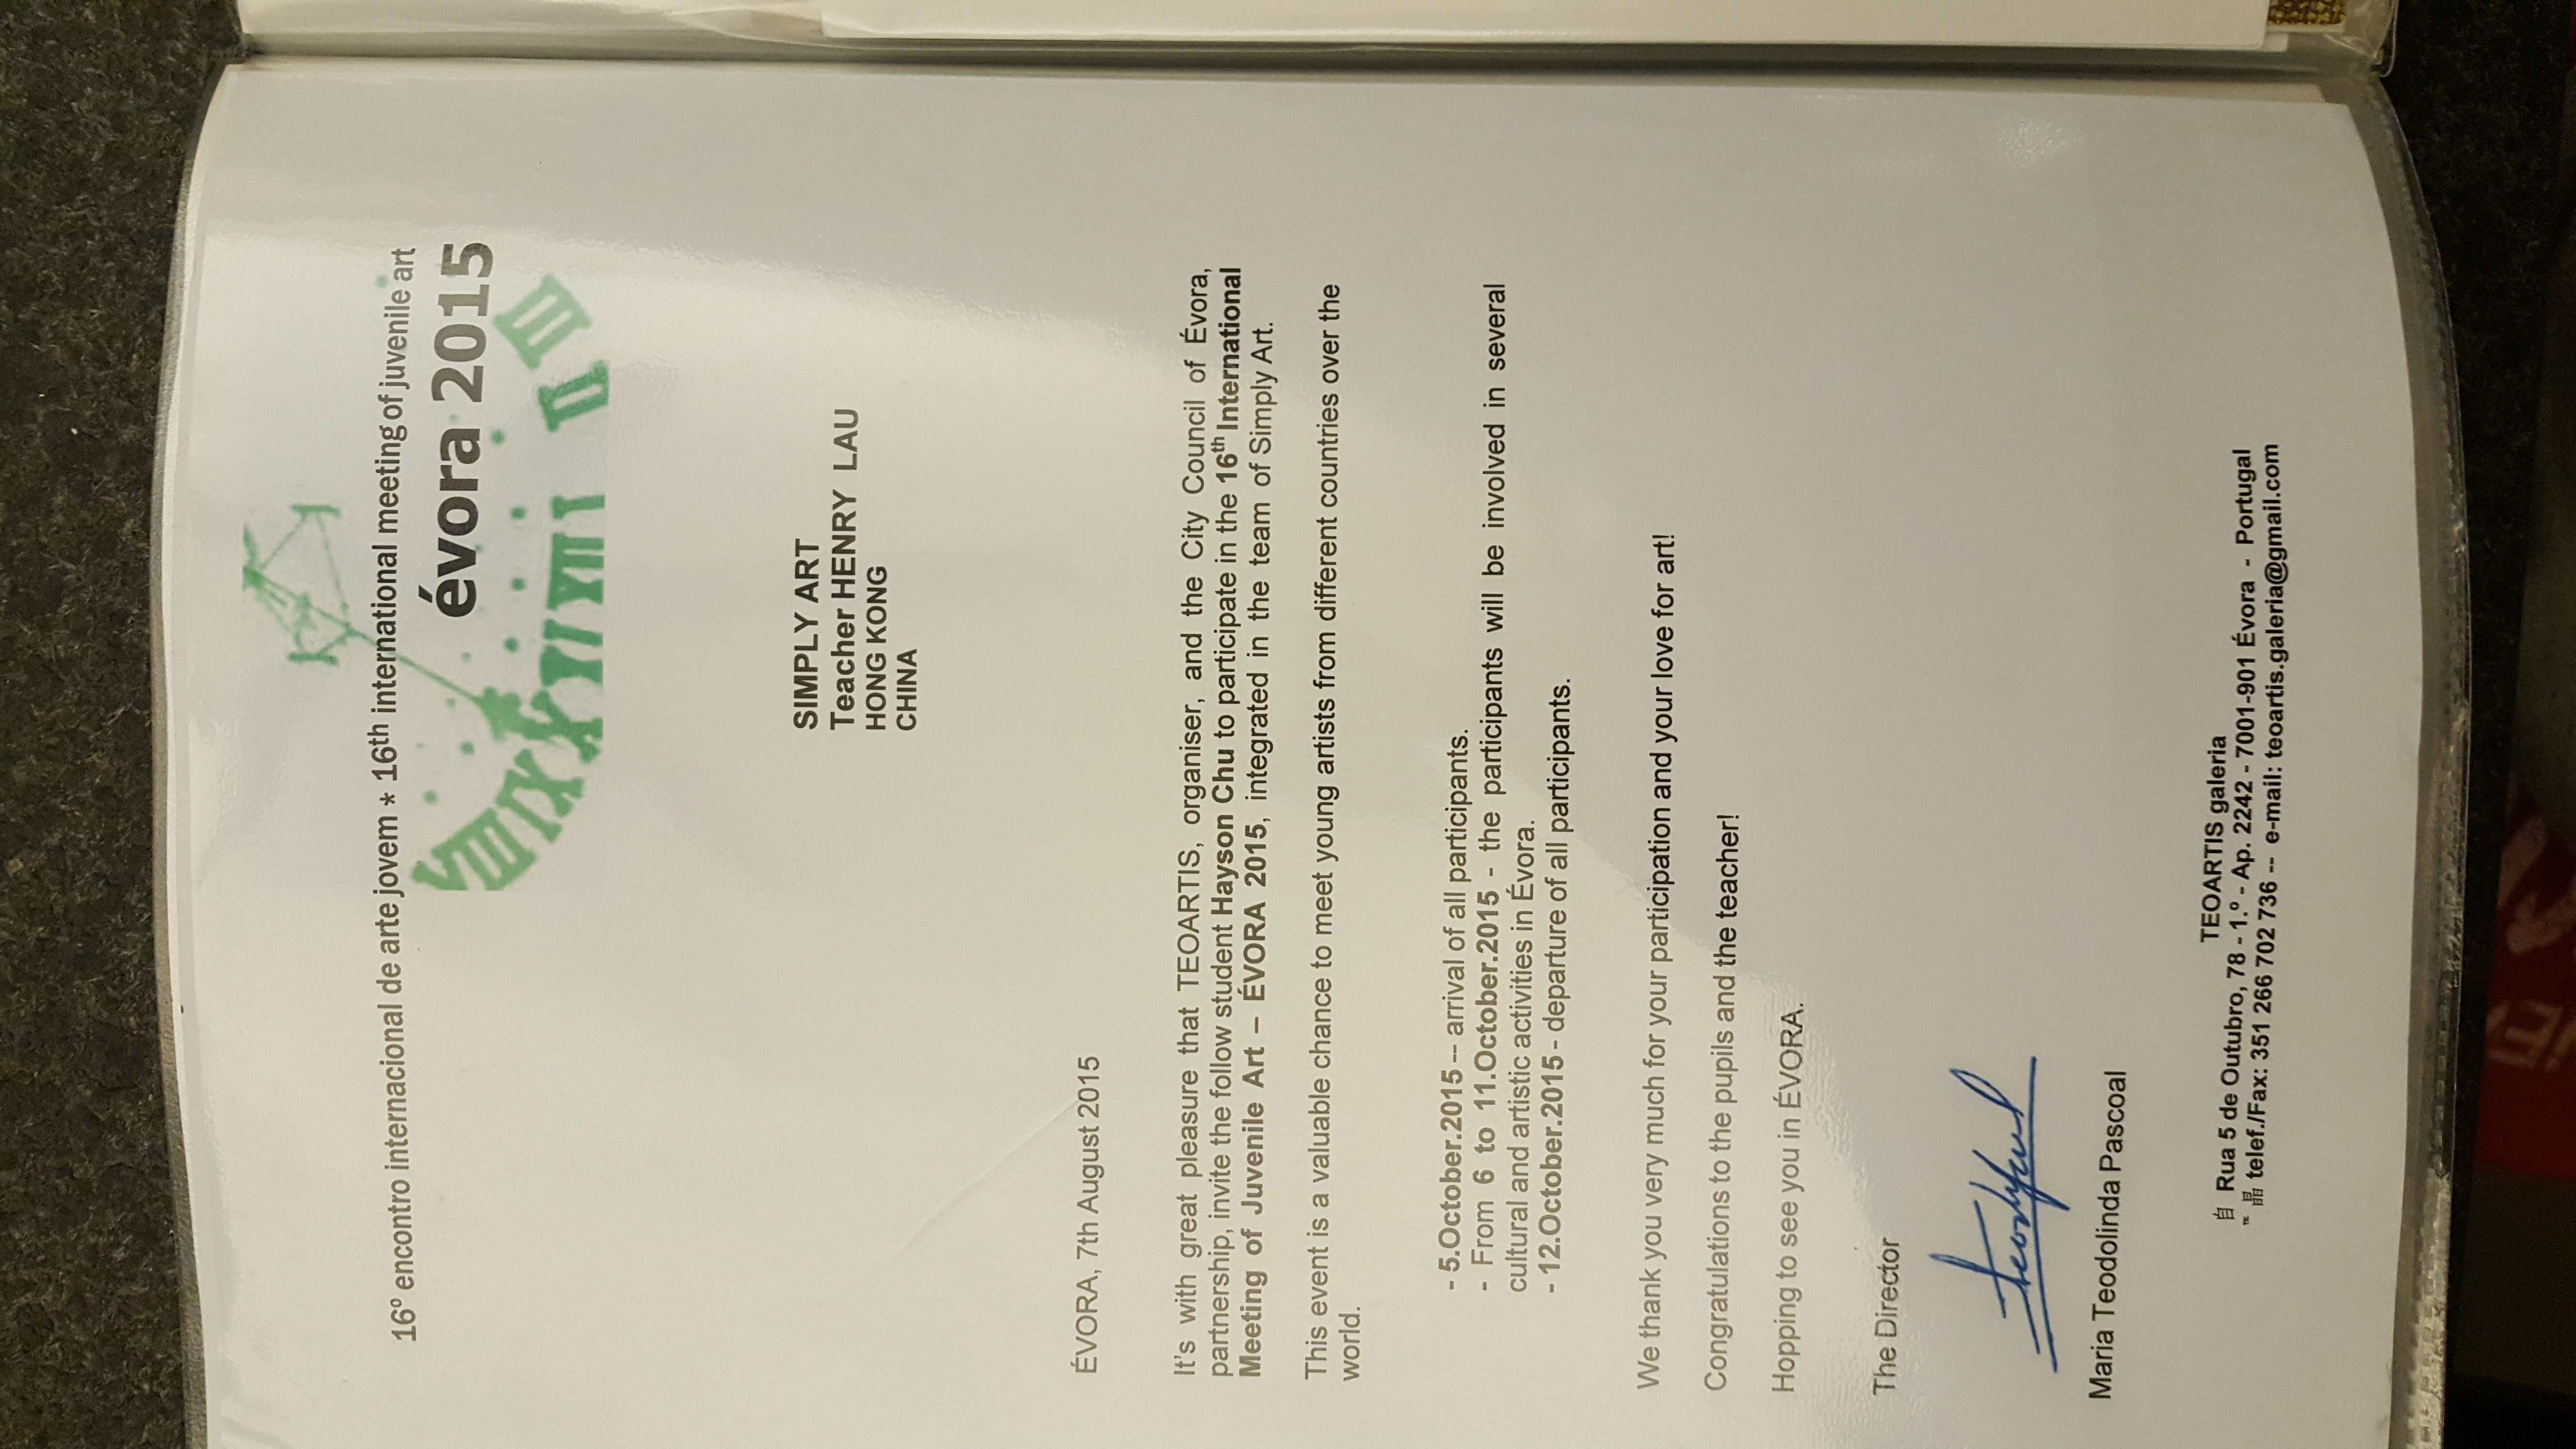 16º encontro internacional de arte jovem * 16th international meeting of juvenile art
évora 2015
VIII IX X XI XII I II III
SIMPLY ART
Teacher HENRY LAU
HONG KONG
CHINA
ÉVORA, 7th August 2015
It's with great pleasure that TEOARTIS, organiser, and the City Council of Évora,
partnership, invite the follow student Hayson Chu to participate in the 16th International
Meeting of Juvenile Art – ÉVORA 2015, integrated in the team of Simply Art.
This event is a valuable chance to meet young artists from different countries over the
world.
- 5.October.2015 -- arrival of all participants.
- From 6 to 11.October.2015 - the participants will be involved in several
cultural and artistic activities in Évora.
- 12.October.2015 - departure of all participants.
We thank you very much for your participation and your love for art!
Congratulations to the pupils and the teacher!
Hopping to see you in ÉVORA.
The Director
Maria Teodolinda Pascoal
TEOARTIS galeria
Rua 5 de Outubro, 78 - 1.º - Ap. 2242 - 7001-901 Évora - Portugal
telef./Fax: 351 266 702 736 -- e-mail: teoartis.galeria@gmail.com